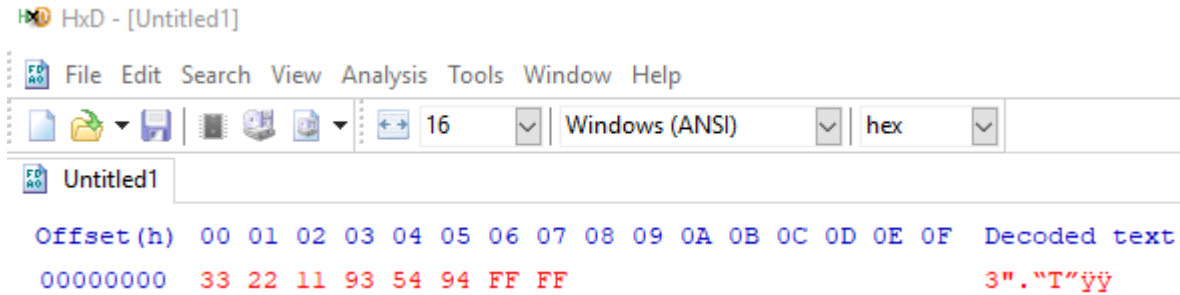 HxD - [Untitled1]
File Edit Search View Analysis Tools Window Help
16 Windows (ANSI) hex
Untitled1
Offset(h) 00 01 02 03 04 05 06 07 08 09 0A 0B 0C 0D 0E 0F Decoded text
00000000 33 22 11 93 54 94 FF FF 3".“T”ÿÿ